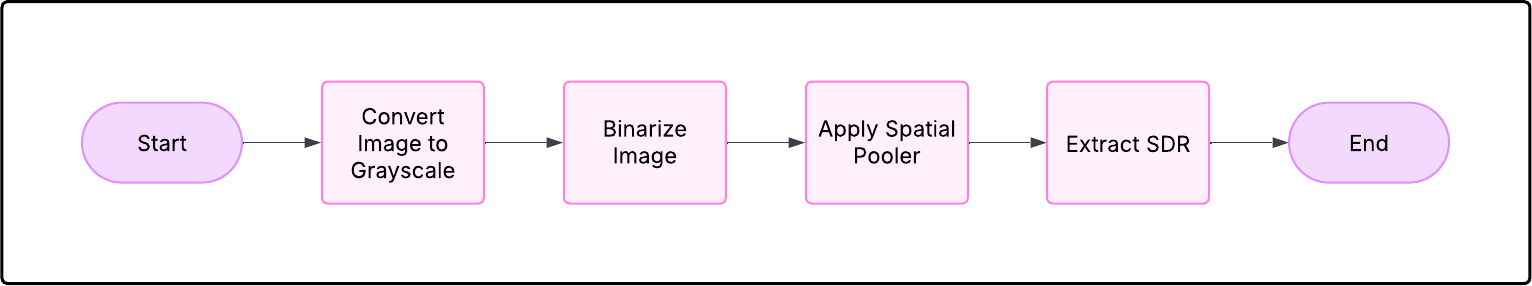 Start
Convert
Image to
Grayscale
Binarize
Image
Apply Spatial
Pooler
Extract SDR
End